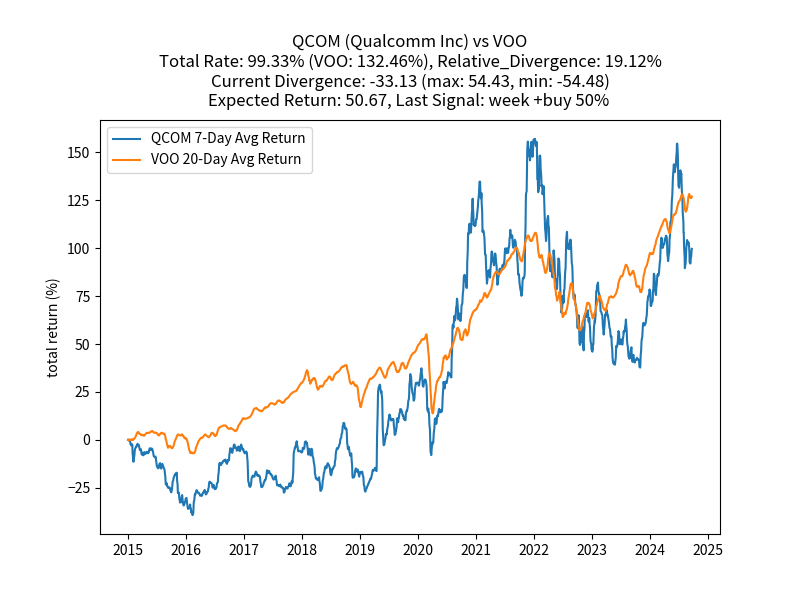 QCOM (Qualcomm Inc) vs VOO
Total Rate: 99.33% (VOO: 132.46%), Relative_Divergence: 19.12%
Current Divergence: -33.13 (max: 54.43, min: -54.48)
Expected Return: 50.67, Last Signal: week +buy 50%
QCOM 7-Day Avg Return
VOO 20-Day Avg Return
total return (%)
150
125
100
75
50
25
0
−25
2015 2016 2017 2018 2019 2020 2021 2022 2023 2024 2025